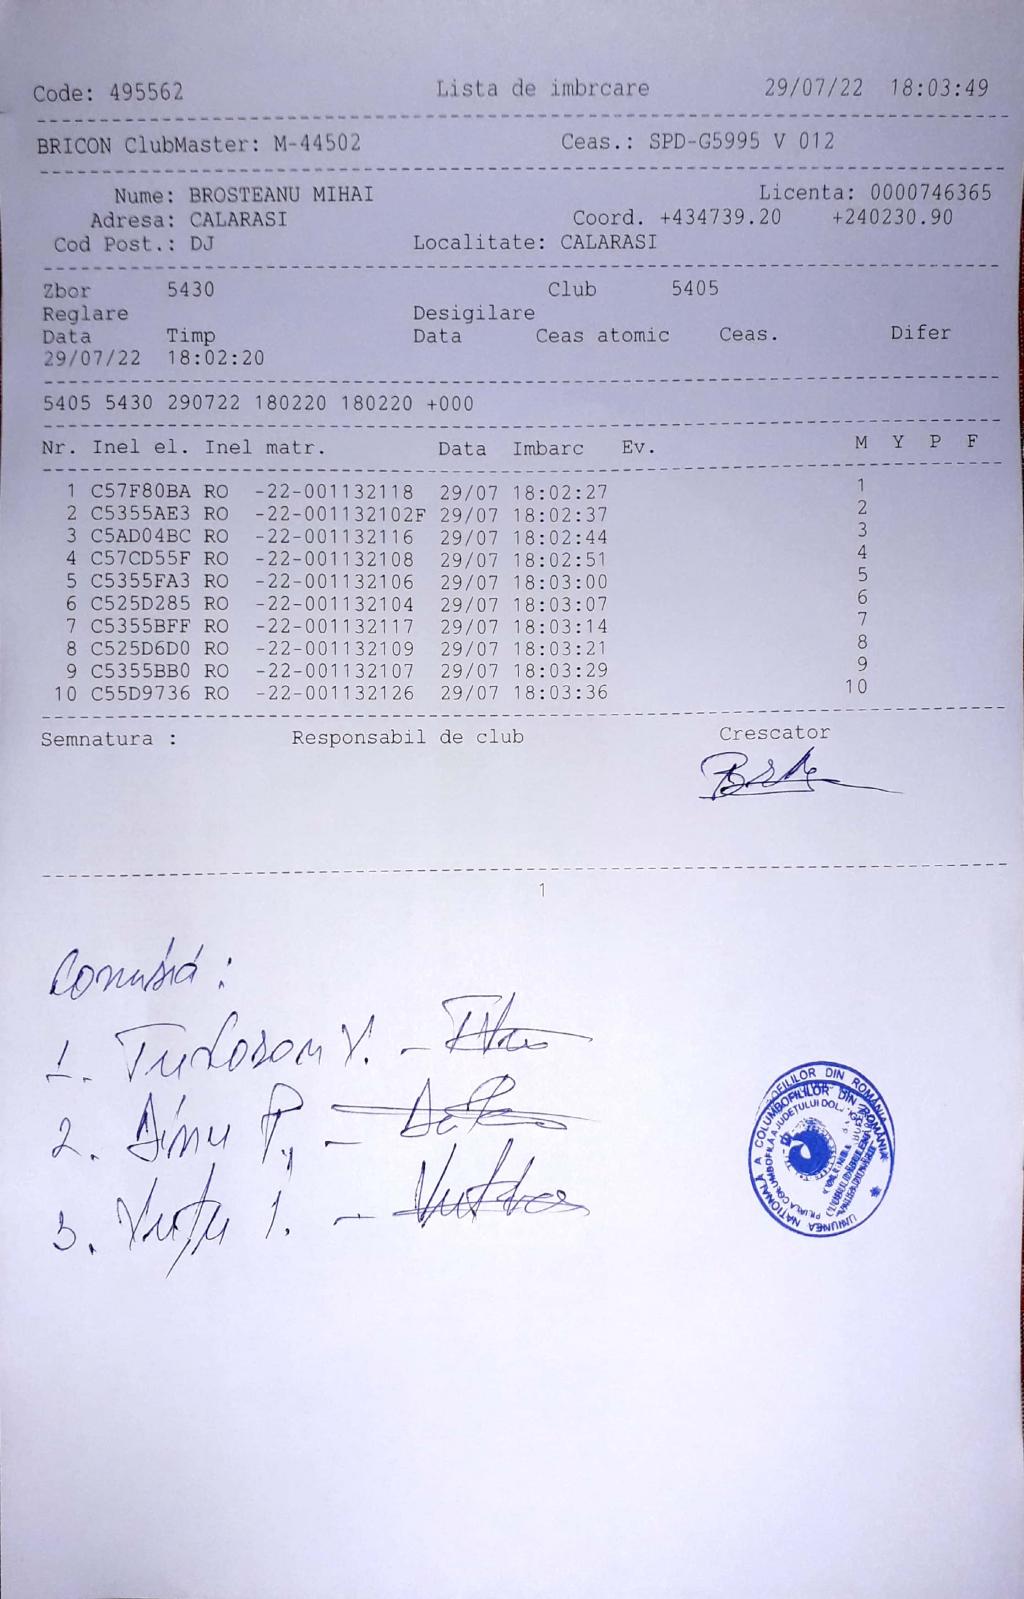 Code: 495562 Lista de imbrcare 29/07/22 18:03:49
BRICON ClubMaster: M-44502 Ceas.: SPD-G5995 V 012
Nume: BROSTEANU MIHAI Licenta: 0000746365
Adresa: CALARASI Coord. +434739.20 +240230.90
Cod Post.: DJ Localitate: CALARASI
Zbor 5430 Club 5405
Reglare Desigilare
Data Timp Data Ceas atomic Ceas. Difer
29/07/22 18:02:20
5405 5430 290722 180220 180220 +000
Nr. Inel el. Inel matr. Data Imbarc Ev. M Y P F
1 C57F80BA RO -22-001132118 29/07 18:02:27 1
2 C5355AE3 RO -22-001132102F 29/07 18:02:37 2
3 C5AD04BC RO -22-001132116 29/07 18:02:44 3
4 C57CD55F RO -22-001132108 29/07 18:02:51 4
5 C5355FA3 RO -22-001132106 29/07 18:03:00 5
6 C525D285 RO -22-001132104 29/07 18:03:07 6
7 C5355BFF RO -22-001132117 29/07 18:03:14 7
8 C525D6D0 RO -22-001132109 29/07 18:03:21 8
9 C5355BB0 RO -22-001132107 29/07 18:03:29 9
10 C55D9736 RO -22-001132126 29/07 18:03:36 10
Semnatura : Responsabil de club Crescator
1
1. Tudosom V. -
2. Dinu P. -
3. Vuțu I. -
UNIUNEA NAȚIONALĂ A COLUMBOFILILOR DIN ROMÂNIA